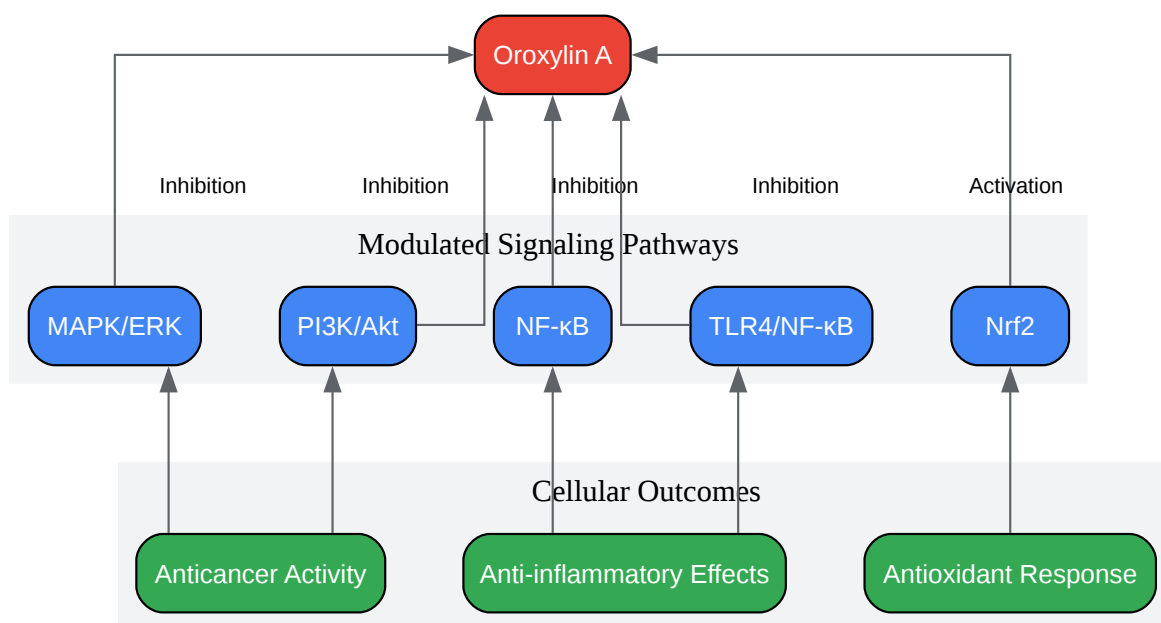 Oroxylin A
Inhibition
Inhibition
Inhibition
Inhibition
Activation
Modulated Signaling Pathways
MAPK/ERK
PI3K/Akt
NF-κB
TLR4/NF-κB
Nrf2
Cellular Outcomes
Anticancer Activity
Anti-inflammatory Effects
Antioxidant Response